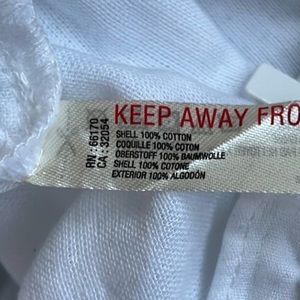 KEEP AWAY FRO
RN : 66170
CA : 32054
SHELL 100% COTTON
COQUILLE 100% COTON
OBERSTOFF 100% BAUMWOLLE
SHELL 100% COTONE
EXTERIOR 100% ALGODÓN